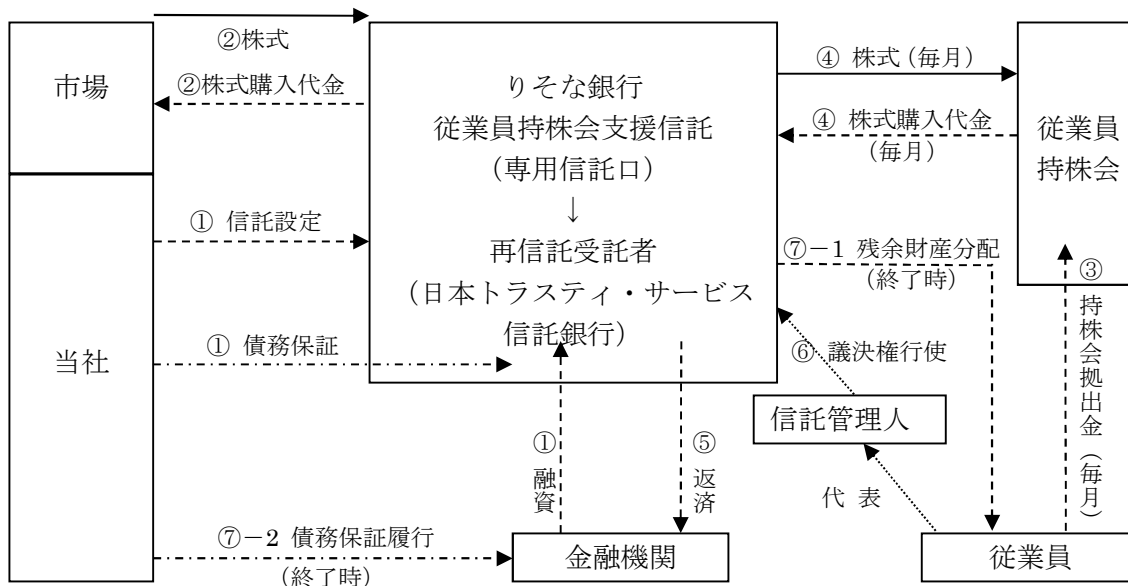 ②株式
市場
②株式購入代金
りそな銀行
従業員持株会支援信託
(専用信託口)
↓
再信託受託者
(日本トラスティ・サービス
信託銀行)
④ 株式(毎月)
④ 株式購入代金
(毎月)
従業員
持株会
① 信託設定
⑦-1 残余財産分配
(終了時)
③ 持株会拠出金(毎月)
当社
① 債務保証
⑥ 議決権行使
信託管理人
① 融資
⑤ 返済
代 表
⑦-2 債務保証履行
(終了時)
金融機関
従業員